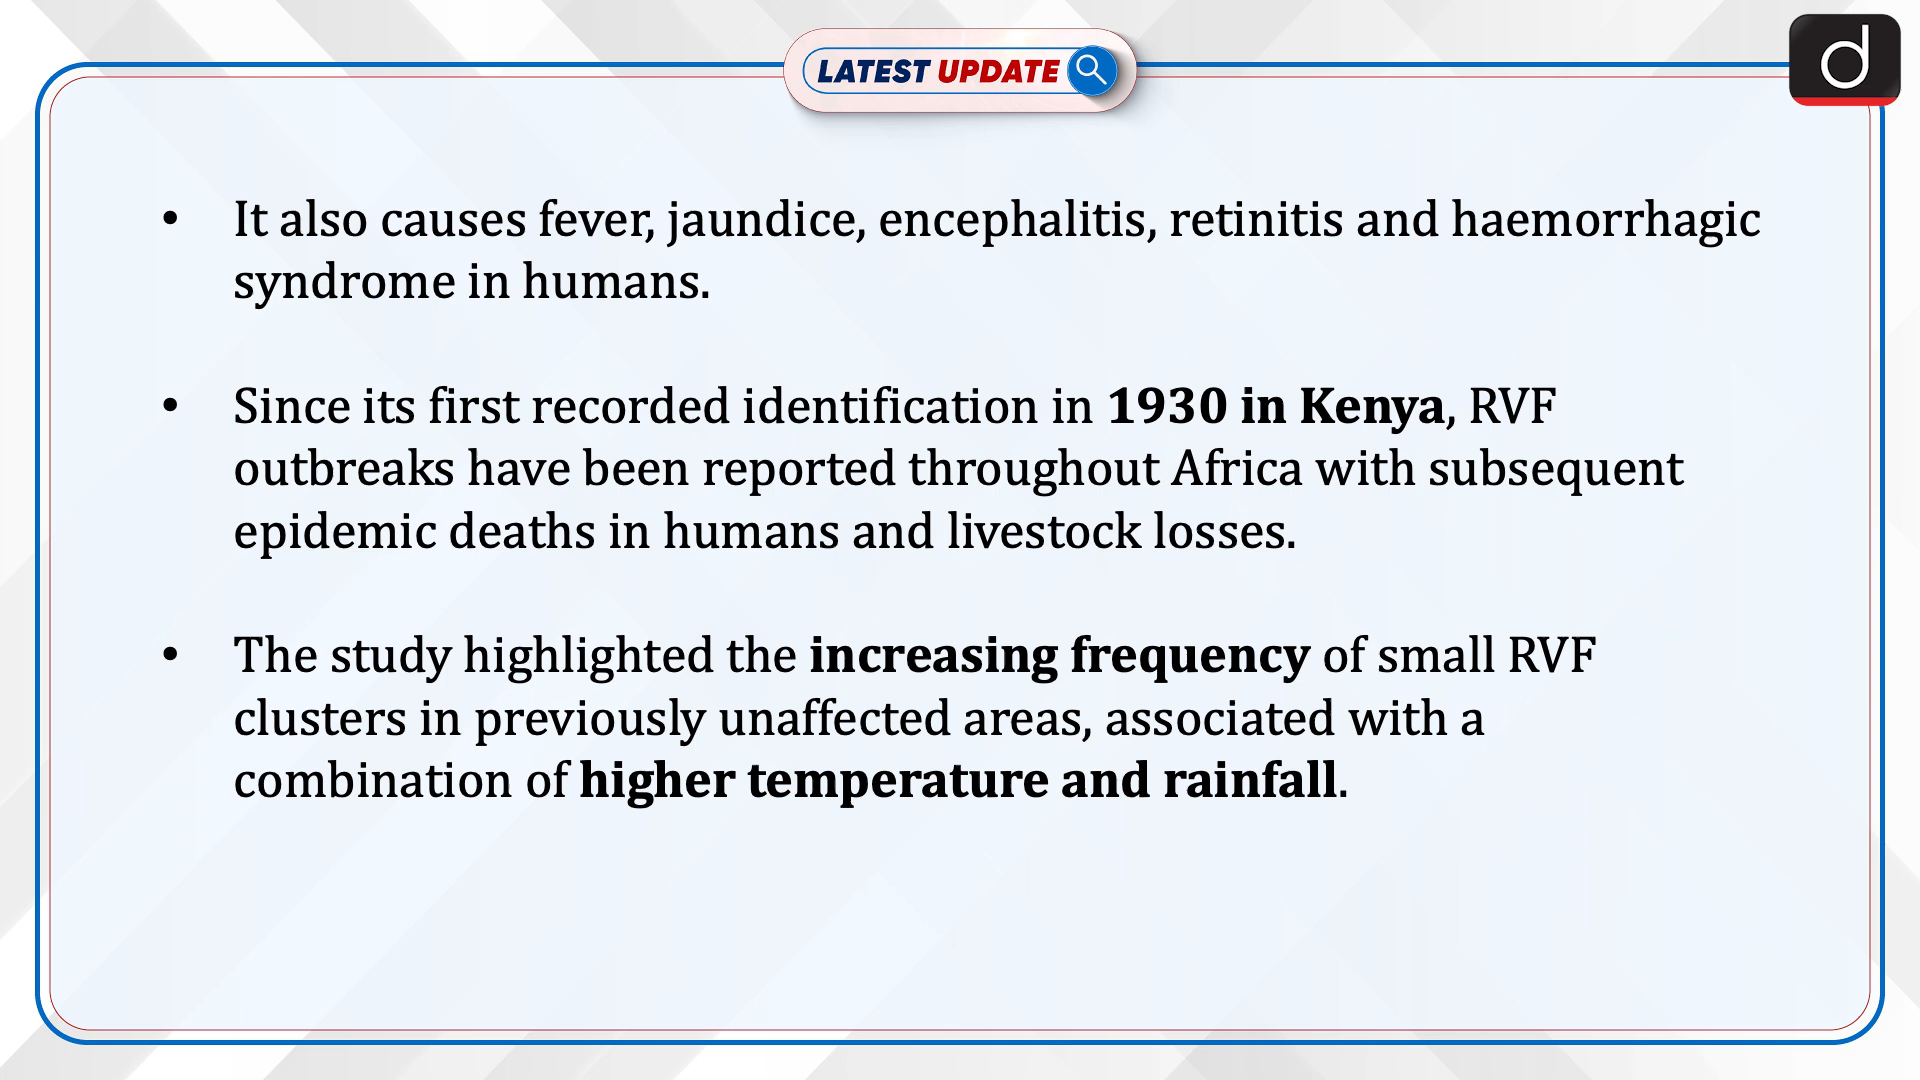 LATEST UPDATE
d
• It also causes fever, jaundice, encephalitis, retinitis and haemorrhagic
syndrome in humans.
• Since its first recorded identification in 1930 in Kenya, RVF
outbreaks have been reported throughout Africa with subsequent
epidemic deaths in humans and livestock losses.
• The study highlighted the increasing frequency of small RVF
clusters in previously unaffected areas, associated with a
combination of higher temperature and rainfall.